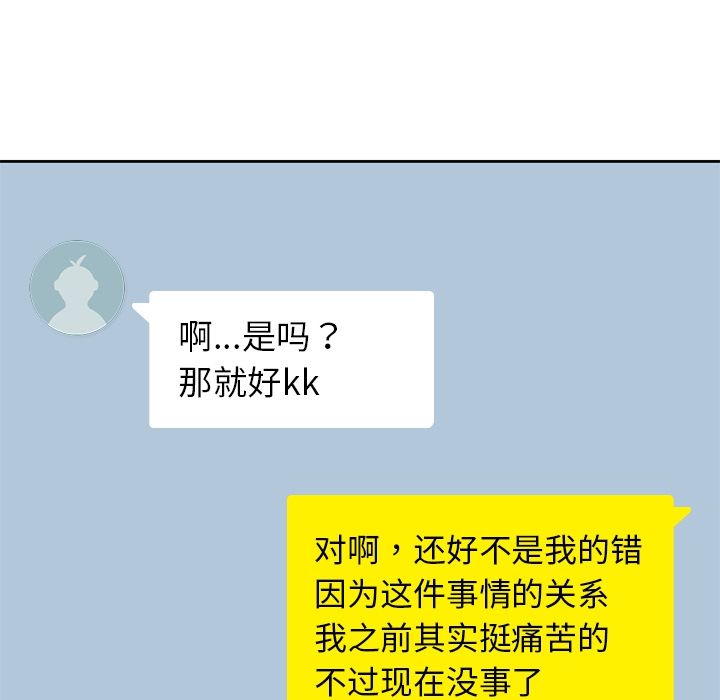 啊...是吗？
那就好kk
对啊，还好不是我的错
因为这件事情的关系
我之前其实挺痛苦的
不过现在没事了